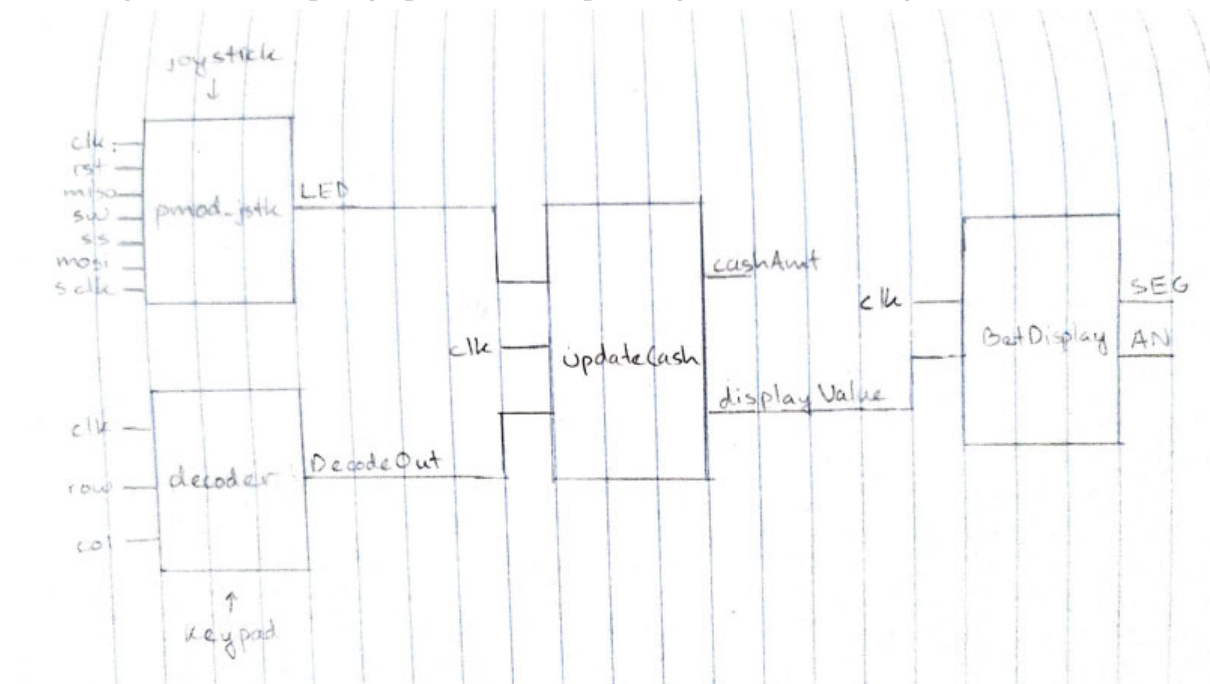 joystick
clk
rst
miso
sw
ss
mosi
sclk
pmod_jstk
LED
clk
row
col
decoder
DecodeOut
keypad
clk
updateCash
cashAmt
displayValue
clk
BetDisplay
SEG
AN